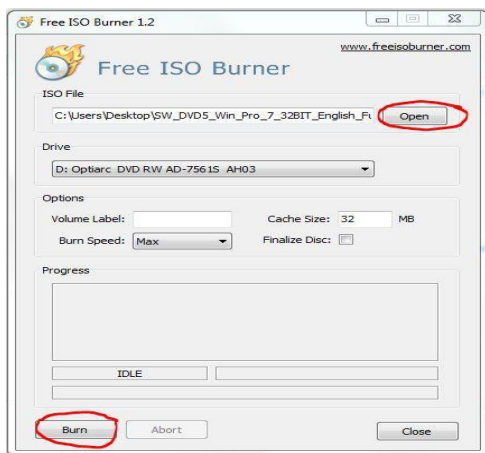 Free ISO Burner 1.2
www.freeisoburner.com
Free ISO Burner
ISO File
C:\Users\Desktop\SW_DVD5_Win_Pro_7_32BIT_English_Fu
Open
Drive
D: Optiarc DVD RW AD-7561S AH03
Options
Volume Label:
Cache Size: 32 MB
Burn Speed: Max
Finalize Disc:
Progress
IDLE
Burn
Abort
Close